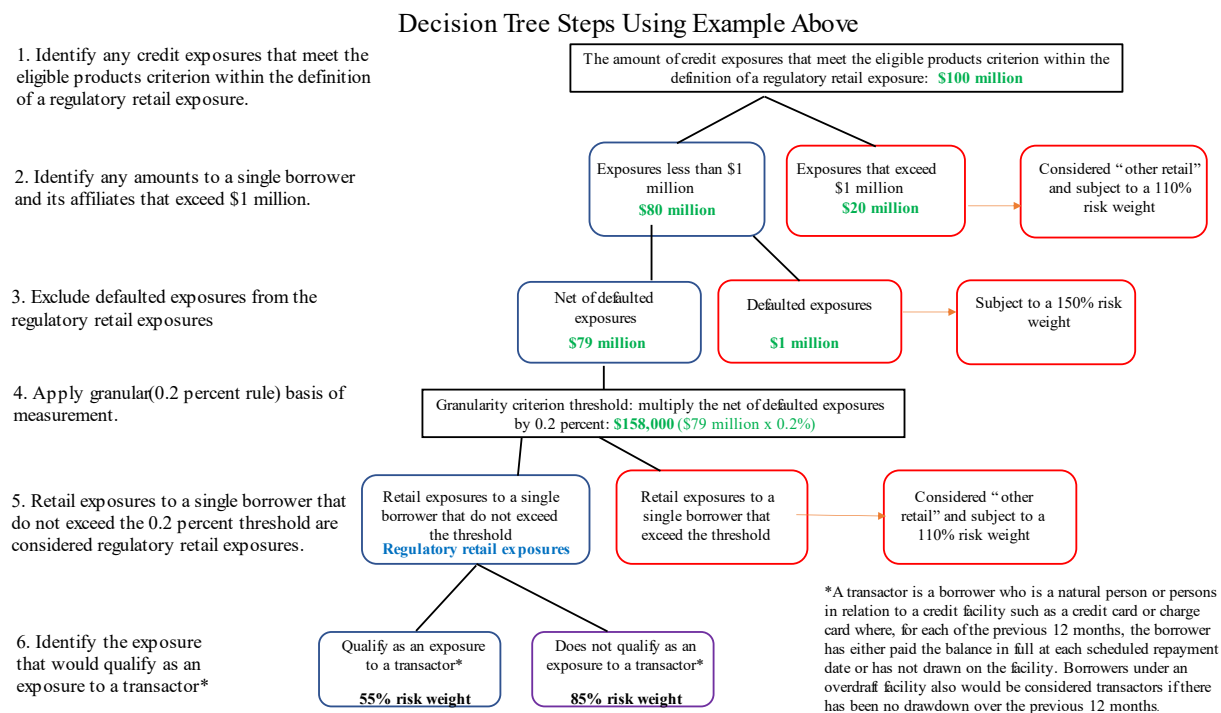 Decision Tree Steps Using Example Above
1. Identify any credit exposures that meet the
eligible products criterion within the definition
of a regulatory retail exposure.
The amount of credit exposures that meet the eligible products criterion within the
definition of a regulatory retail exposure: $100 million
2. Identify any amounts to a single borrower
and its affiliates that exceed $1 million.
Exposures less than $1
million
$80 million
Exposures that exceed
$1 million
$20 million
Considered “other retail”
and subject to a 110%
risk weight
3. Exclude defaulted exposures from the
regulatory retail exposures
Net of defaulted
exposures
$79 million
Defaulted exposures
$1 million
Subject to a 150% risk
weight
4. Apply granular(0.2 percent rule) basis of
measurement.
Granularity criterion threshold: multiply the net of defaulted exposures
by 0.2 percent: $158,000 ($79 million x 0.2%)
5. Retail exposures to a single borrower that
do not exceed the 0.2 percent threshold are
considered regulatory retail exposures.
Retail exposures to a single
borrower that do not exceed
the threshold
Regulatory retail exposures
Retail exposures to a
single borrower that
exceed the threshold
Considered “other
retail” and subject to a
110% risk weight
6. Identify the exposure
that would qualify as an
exposure to a transactor*
Qualify as an exposure
to a transactor*
55% risk weight
Does not qualify as an
exposure to a transactor*
85% risk weight
*A transactor is a borrower who is a natural person or persons
in relation to a credit facility such as a credit card or charge
card where, for each of the previous 12 months, the borrower
has either paid the balance in full at each scheduled repayment
date or has not drawn on the facility. Borrowers under an
overdraft facility also would be considered transactors if there
has been no drawdown over the previous 12 months.